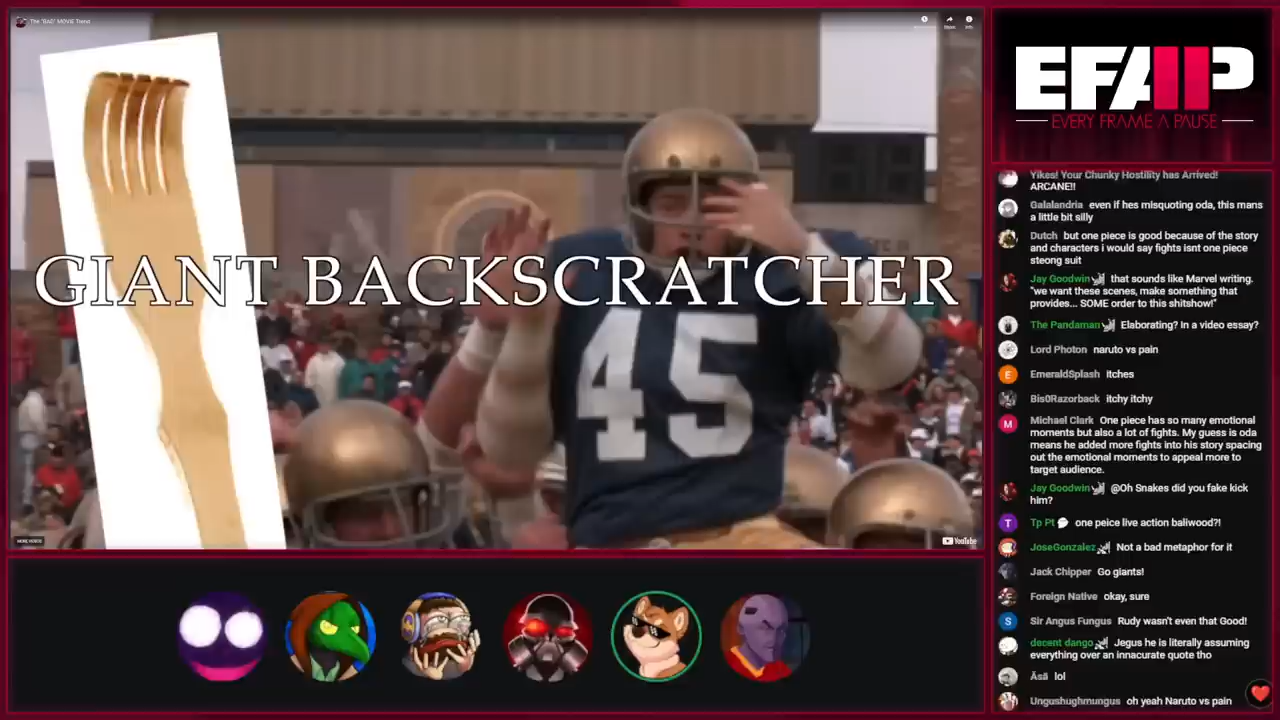 The "BAD" MOVIE Trend
Share
Info
GIANT BACKSCRATCHER
45
MORE VIDEOS
YouTube
EFAP
EVERY FRAME A PAUSE
Yikes! Your Chunky Hostility has Arrived!
ARCANE!!
Galalandria even if hes misquoting oda, this mans
a little bit silly
Dutch but one piece is good because of the story
and characters i would say fights isnt one piece
steong suit
Jay Goodwin that sounds like Marvel writing.
"we want these scenes, make something that
provides... SOME order to this shitshow!"
The Pandaman Elaborating? In a video essay?
Lord Photon naruto vs pain
E
EmeraldSplash itches
Bis0Razorback itchy itchy
M
Michael Clark One piece has so many emotional
moments but also a lot of fights. My guess is oda
means he added more fights into his story spacing
out the emotional moments to appeal more to
target audience.
Jay Goodwin @Oh Snakes did you fake kick
him?
T
Tp Pt one peice live action baliwood?!
JoseGonzalez Not a bad metaphor for it
Jack Chipper Go giants!
Foreign Native okay, sure
S
Sir Angus Fungus Rudy wasn't even that Good!
decent dango Jegus he is literally assuming
everything over an innacurate quote tho
Äsä lol
Ungushughmungus oh yeah Naruto vs pain